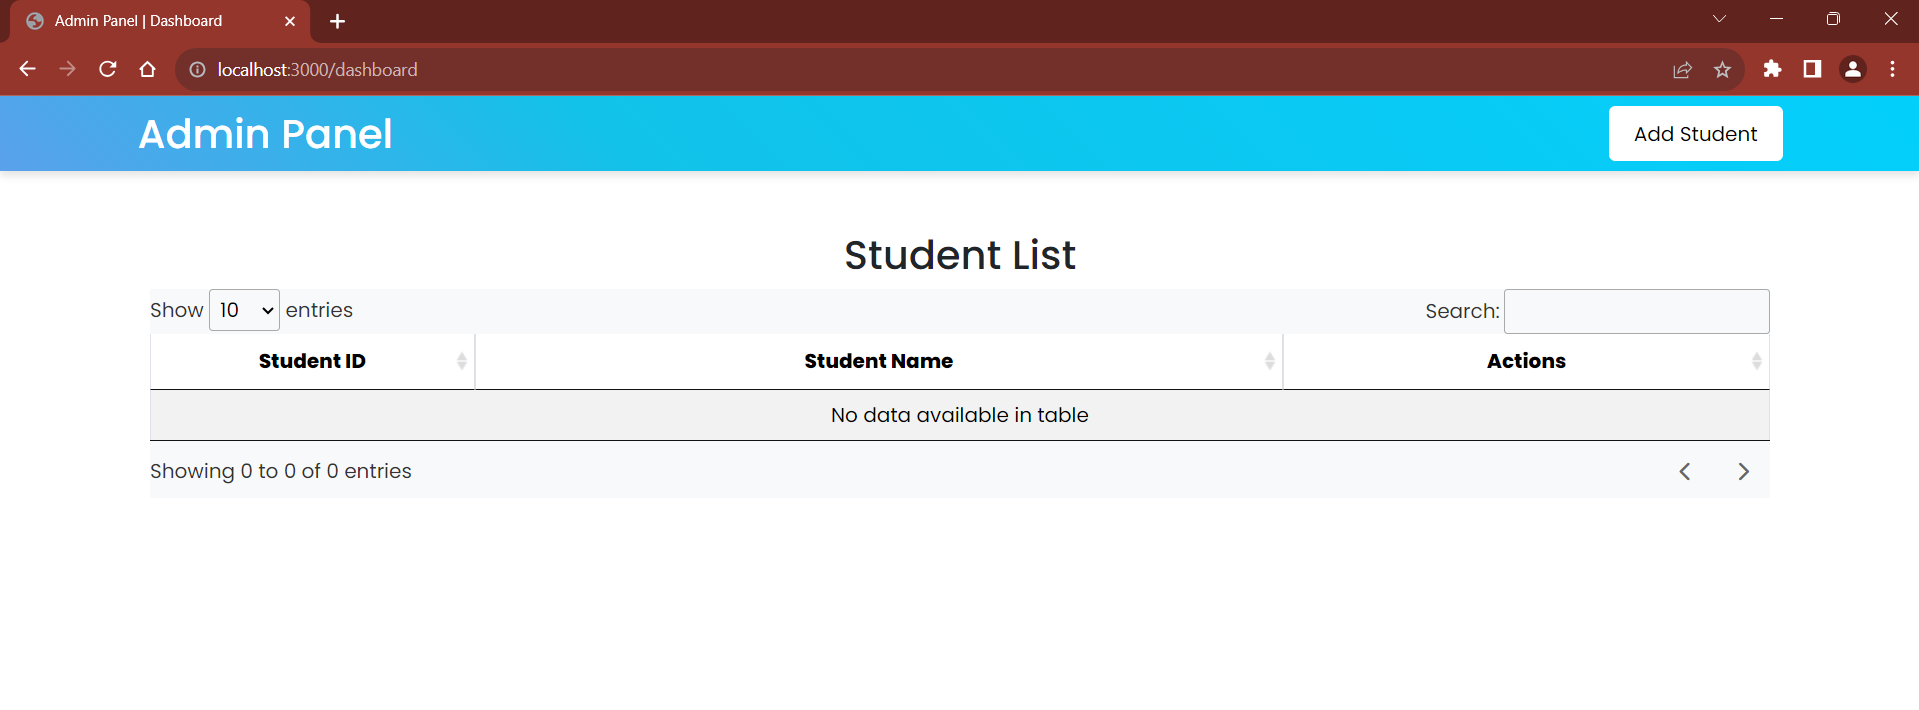 Admin Panel | Dashboard
localhost:3000/dashboard
Admin Panel
Add Student
Student List
Show 10 entries
Search:
Student ID Student Name Actions
No data available in table
Showing 0 to 0 of 0 entries